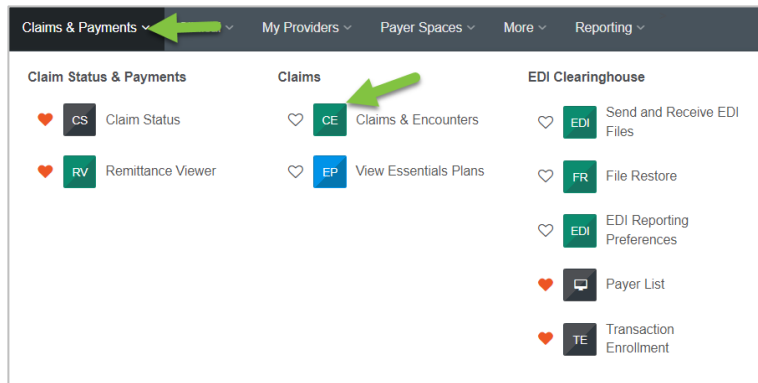 Claims & Payments
My Providers
Payer Spaces
More
Reporting
Claim Status & Payments
CS Claim Status
RV Remittance Viewer
Claims
CE Claims & Encounters
EP View Essentials Plans
EDI Clearinghouse
EDI Send and Receive EDI
Files
FR File Restore
EDI EDI Reporting
Preferences
Payer List
TE Transaction
Enrollment